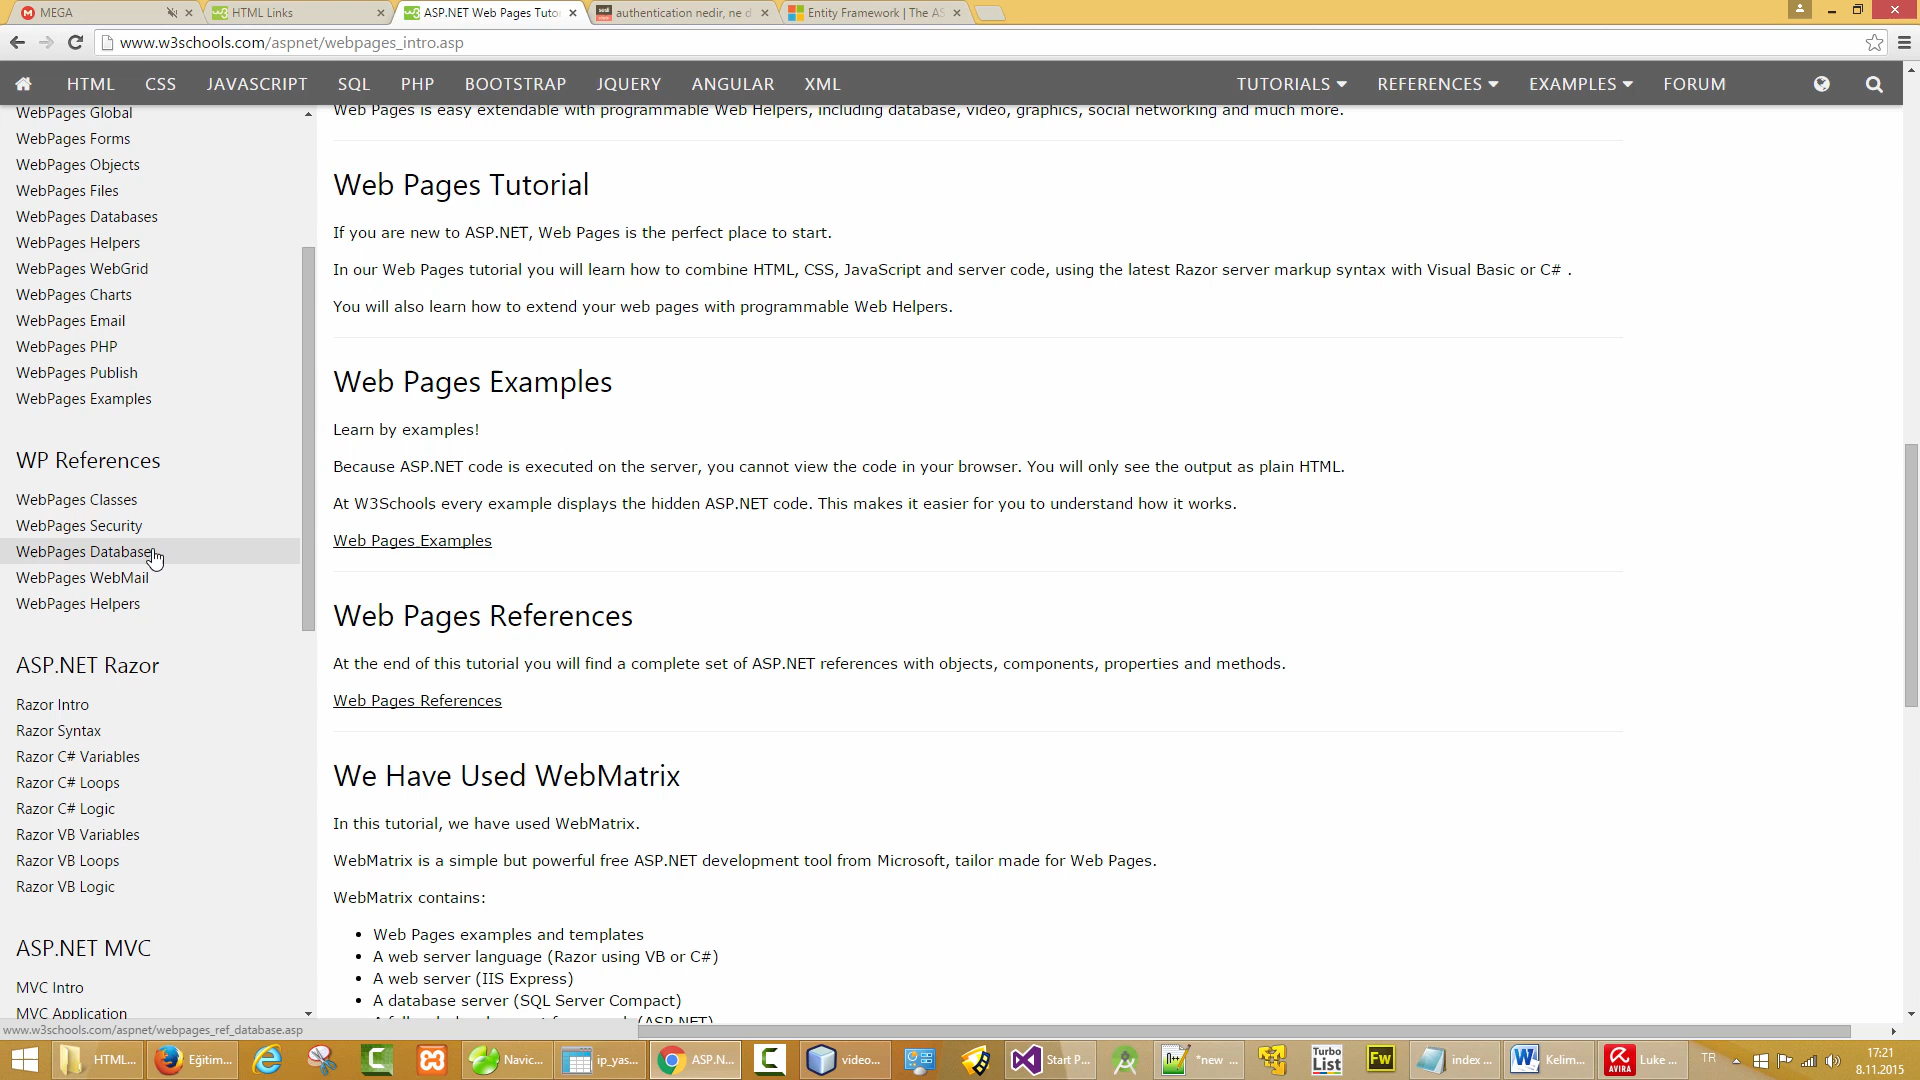 MEGA
HTML Links
ASP.NET Web Pages Tuto
authentication nedir, ne d
Entity Framework | The AS
www.w3schools.com/aspnet/webpages_intro.asp
HTML CSS JAVASCRIPT SQL PHP BOOTSTRAP JQUERY ANGULAR XML TUTORIALS REFERENCES EXAMPLES FORUM
WebPages Global
WebPages Forms
WebPages Objects
WebPages Files
WebPages Databases
WebPages Helpers
WebPages WebGrid
WebPages Charts
WebPages Email
WebPages PHP
WebPages Publish
WebPages Examples
WP References
WebPages Classes
WebPages Security
WebPages Database
WebPages WebMail
WebPages Helpers
ASP.NET Razor
Razor Intro
Razor Syntax
Razor C# Variables
Razor C# Loops
Razor C# Logic
Razor VB Variables
Razor VB Loops
Razor VB Logic
ASP.NET MVC
MVC Intro
MVC Application
Web Pages is easy extendable with programmable Web Helpers, including database, video, graphics, social networking and much more.
Web Pages Tutorial
If you are new to ASP.NET, Web Pages is the perfect place to start.
In our Web Pages tutorial you will learn how to combine HTML, CSS, JavaScript and server code, using the latest Razor server markup syntax with Visual Basic or C# .
You will also learn how to extend your web pages with programmable Web Helpers.
Web Pages Examples
Learn by examples!
Because ASP.NET code is executed on the server, you cannot view the code in your browser. You will only see the output as plain HTML.
At W3Schools every example displays the hidden ASP.NET code. This makes it easier for you to understand how it works.
Web Pages Examples
Web Pages References
At the end of this tutorial you will find a complete set of ASP.NET references with objects, components, properties and methods.
Web Pages References
We Have Used WebMatrix
In this tutorial, we have used WebMatrix.
WebMatrix is a simple but powerful free ASP.NET development tool from Microsoft, tailor made for Web Pages.
WebMatrix contains:
• Web Pages examples and templates
• A web server language (Razor using VB or C#)
• A web server (IIS Express)
• A database server (SQL Server Compact)
www.w3schools.com/aspnet/webpages_ref_database.asp
HTML... Eğitim... Navic... ip_yas... ASP.N... video... Start P... *new ... Turbo List Fw index ... Kelim... AVIRA Luke ... TR 17:21
8.11.2015